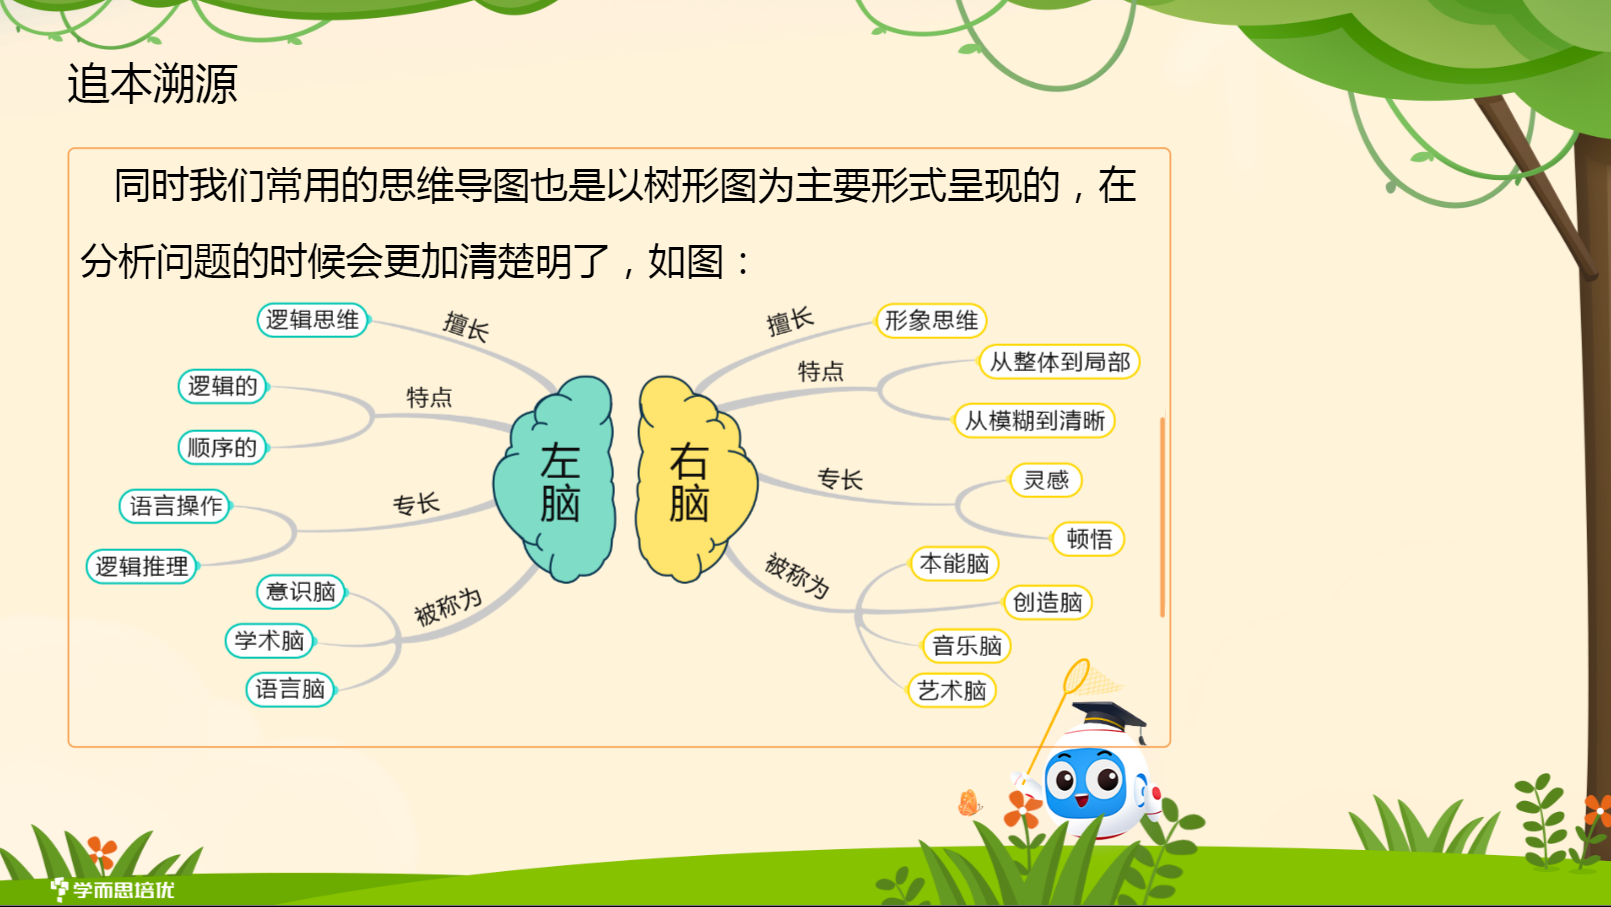 追本溯源
同时我们常用的思维导图也是以树形图为主要形式呈现的，在
分析问题的时候会更加清楚明了，如图：
左脑
擅长
逻辑思维
特点
逻辑的
顺序的
专长
语言操作
逻辑推理
被称为
意识脑
学术脑
语言脑
右脑
擅长
形象思维
特点
从整体到局部
从模糊到清晰
专长
灵感
顿悟
被称为
本能脑
创造脑
音乐脑
艺术脑
学而思培优